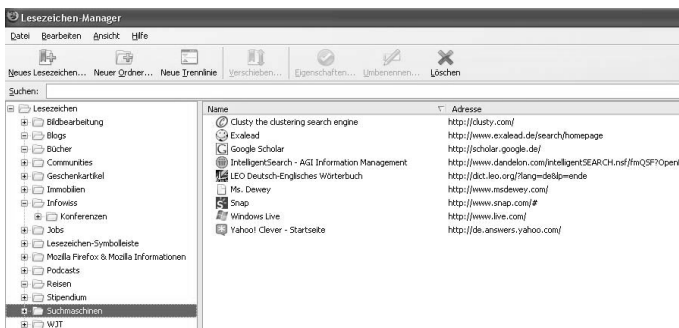 Lesezeichen-Manager
Datei Bearbeiten Ansicht Hilfe
Neues Lesezeichen... Neuer Ordner... Neue Trennlinie Verschieben... Eigenschaften... Umbenennen... Löschen
Suchen:
Lesezeichen
Bildbearbeitung
Blogs
Bücher
Communities
Geschenkartikel
Immobilien
Infowiss
Konferenzen
Jobs
Lesezeichen-Symbolleiste
Mozilla Firefox & Mozilla Informationen
Podcasts
Reisen
Stipendium
Suchmaschinen
WJT
Name Adresse
Clusty the clustering search engine http://clusty.com/
Exalead http://www.exalead.de/search/homepage
Google Scholar http://scholar.google.de/
IntelligentSearch - AGI Information Management http://www.dandelon.com/intelligentSEARCH.nsf/fmQSF?Openl
LEO Deutsch-Englisches Wörterbuch http://dict.leo.org/?lang=de&lp=ende
Ms. Dewey http://www.msdewey.com/
Snap http://www.snap.com/#
Windows Live http://www.live.com/
Yahoo! Clever - Startseite http://de.answers.yahoo.com/